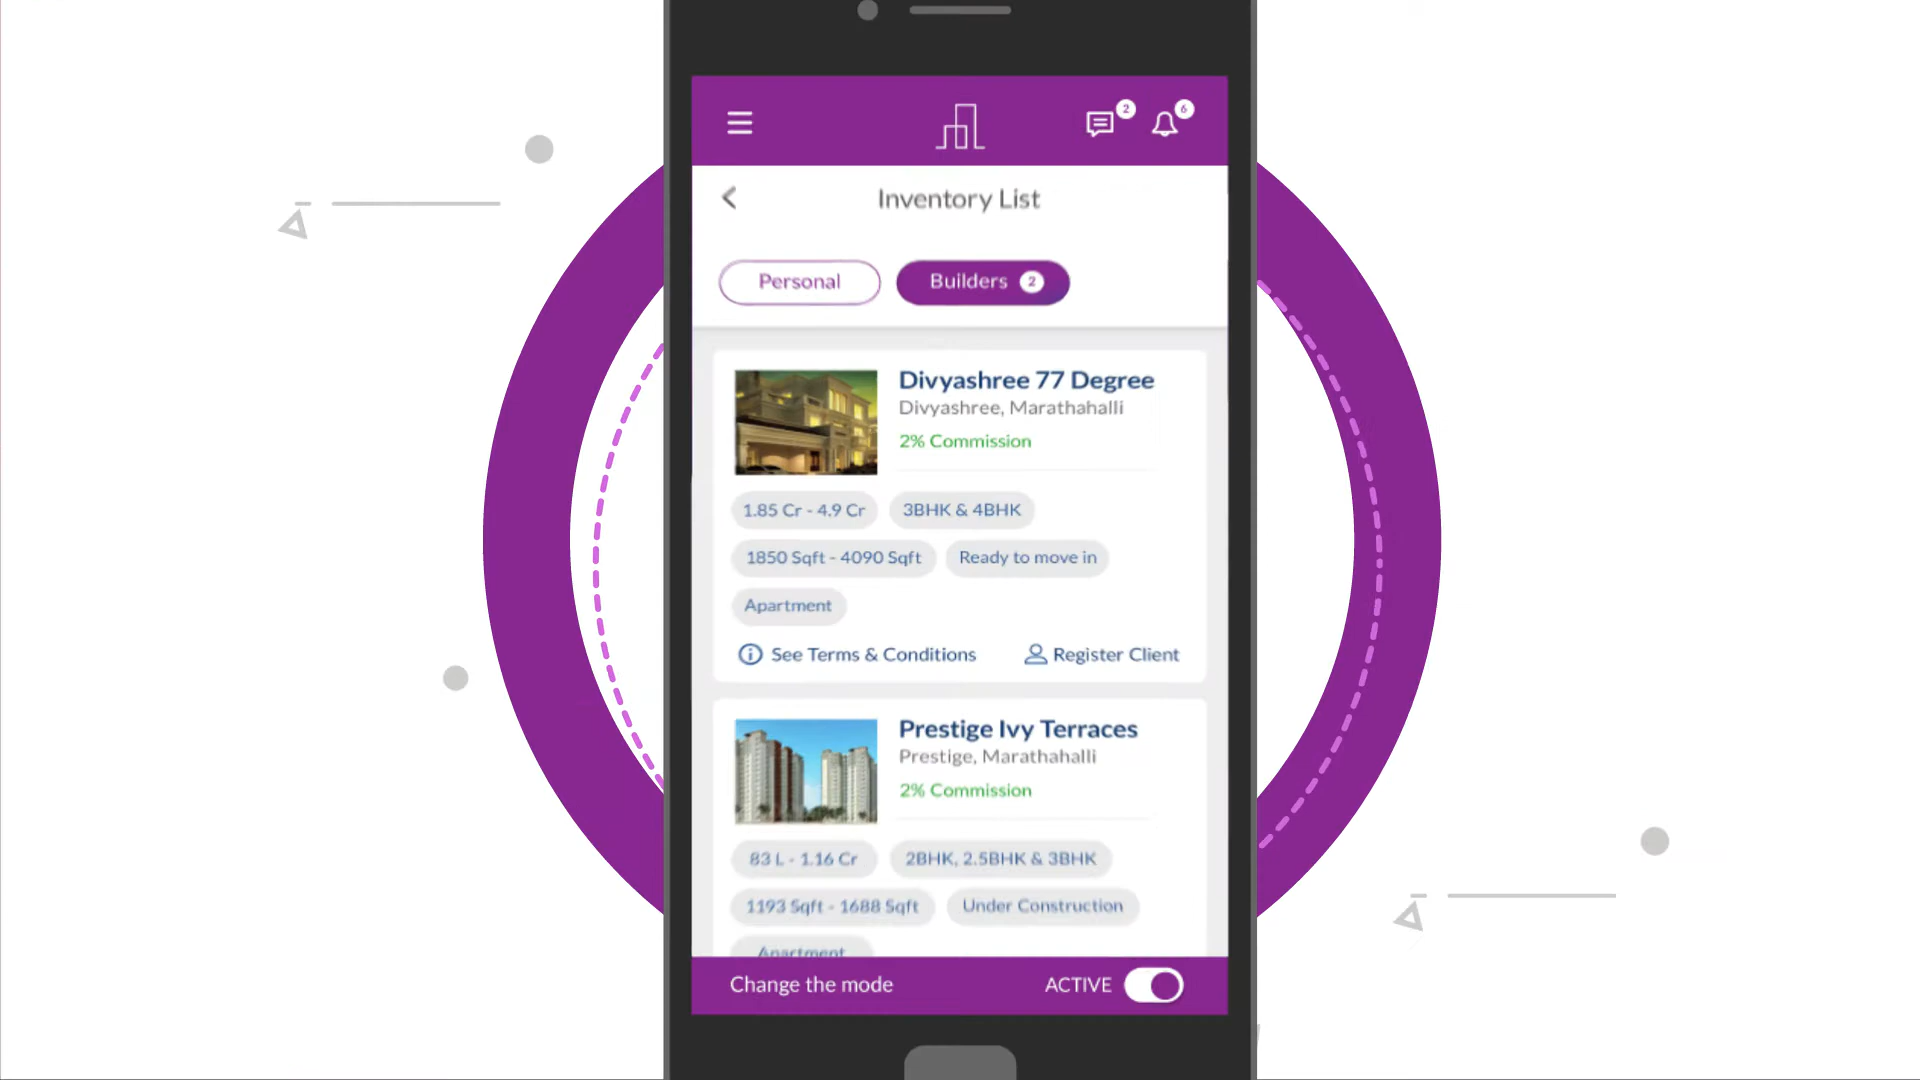 2
6
Inventory List
Personal
Builders 2
Divyashree 77 Degree
Divyashree, Marathahalli
2% Commission
1.85 Cr - 4.9 Cr
3BHK & 4BHK
1850 Sqft - 4090 Sqft
Ready to move in
Apartment
See Terms & Conditions
Register Client
Prestige Ivy Terraces
Prestige, Marathahalli
2% Commission
83 L - 1.16 Cr
2BHK, 2.5BHK & 3BHK
1193 Sqft - 1688 Sqft
Under Construction
Apartment
Change the mode
ACTIVE